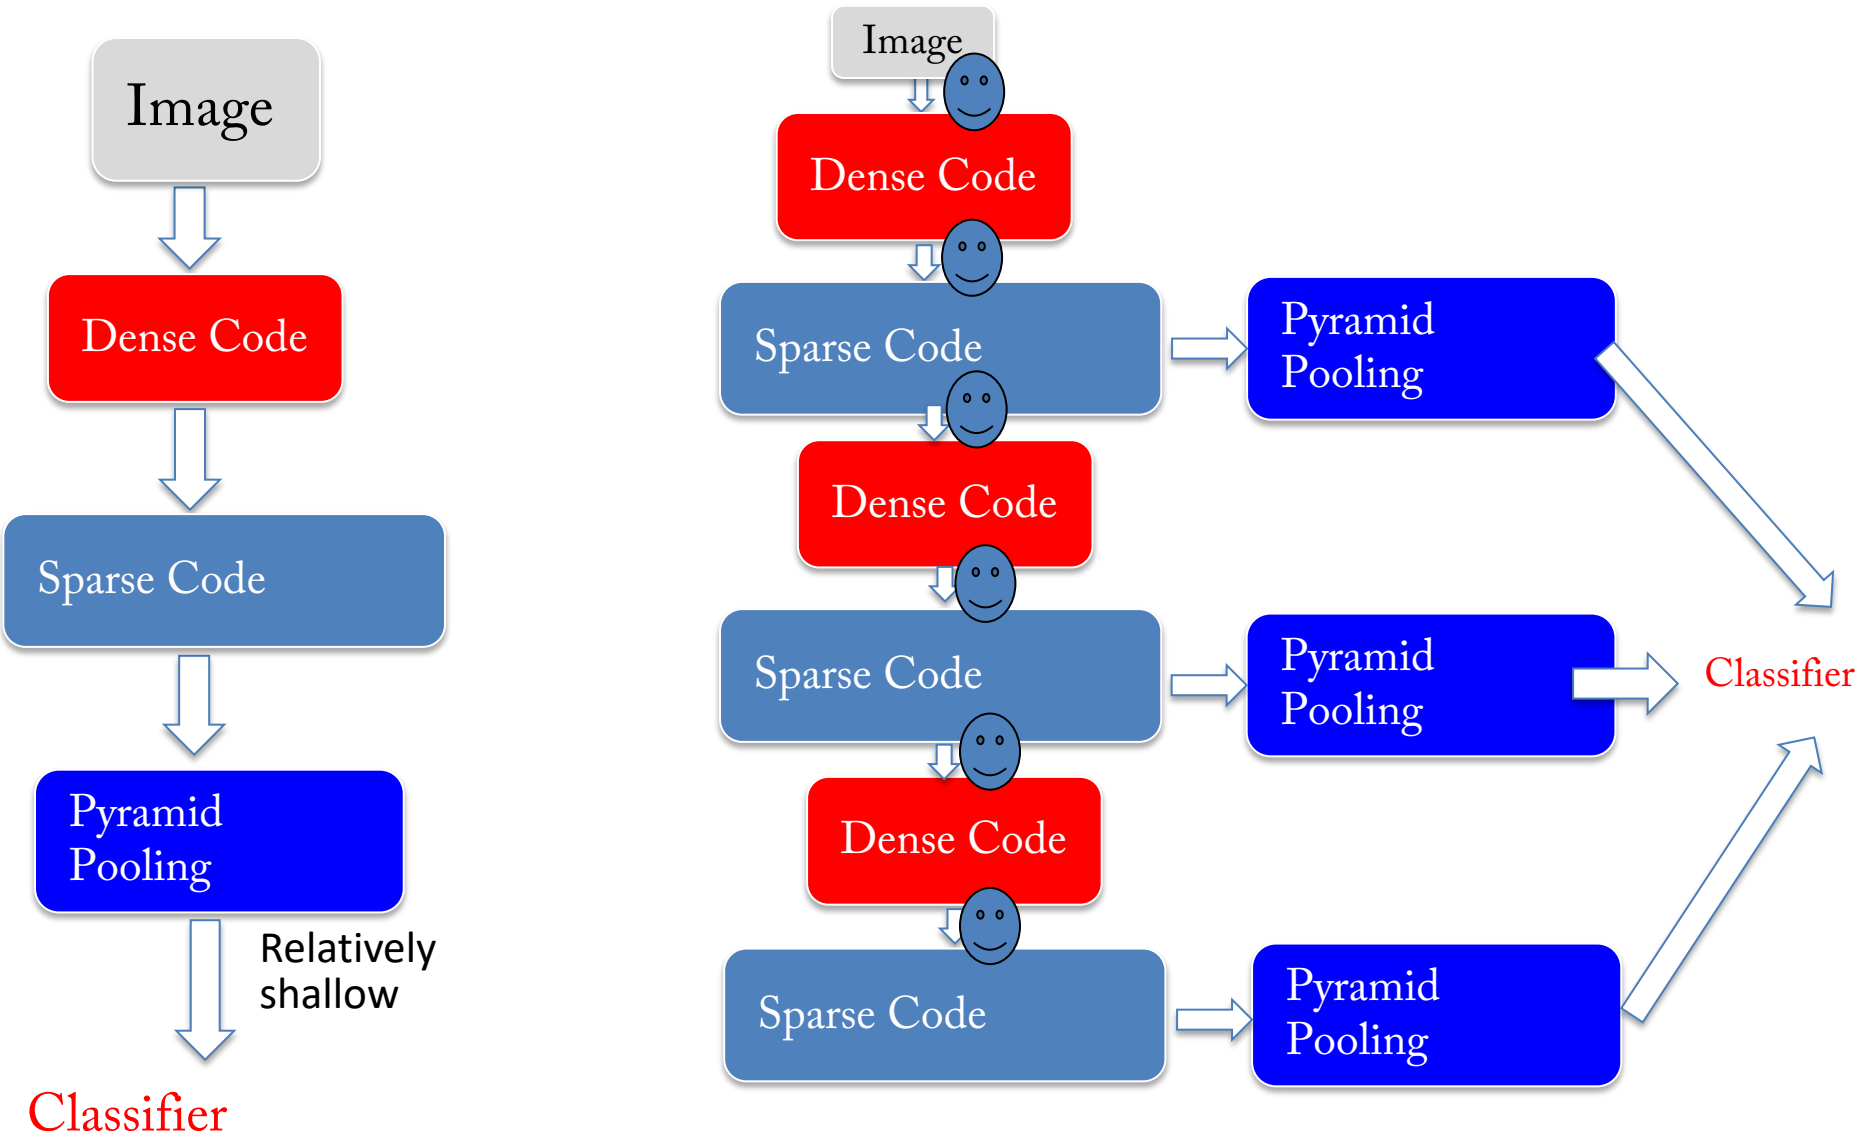 Image
Dense Code
Sparse Code
Pyramid
Pooling
Relatively
shallow
Classifier
Image
Dense Code
Sparse Code
Pyramid
Pooling
Dense Code
Sparse Code
Pyramid
Pooling
Classifier
Dense Code
Sparse Code
Pyramid
Pooling